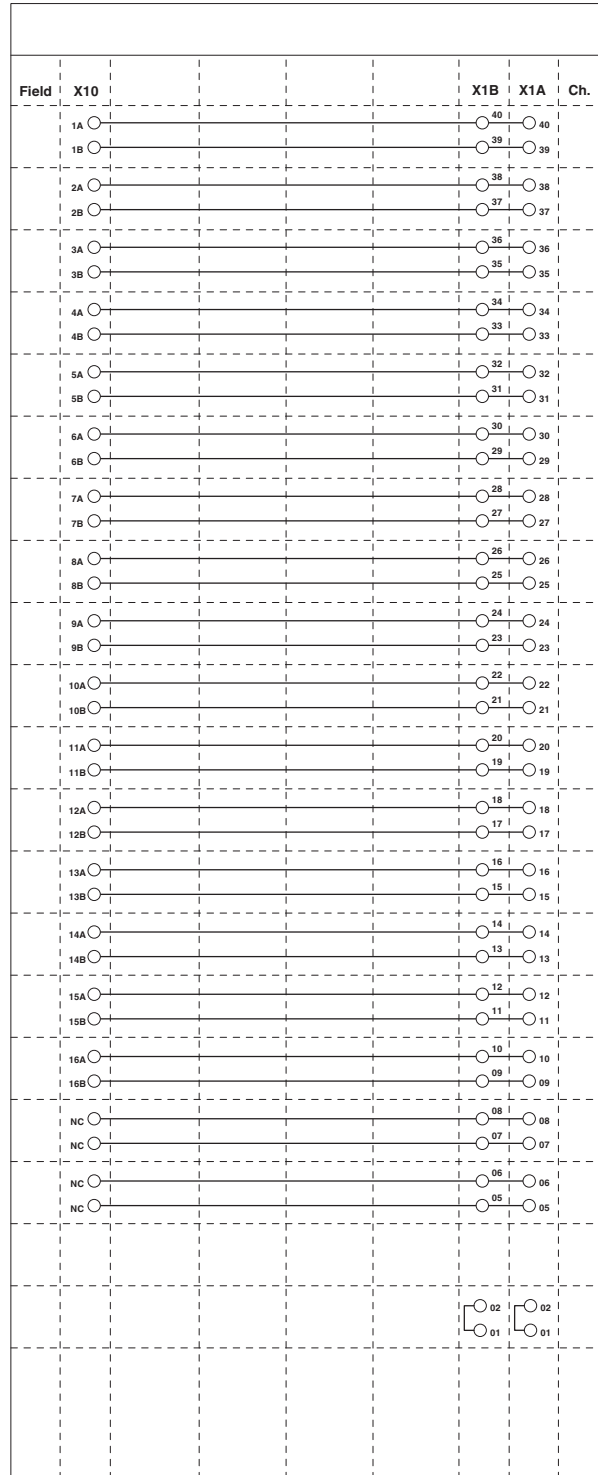 Field X10 X1B X1A Ch.
1A 40 40
1B 39 39
2A 38 38
2B 37 37
3A 36 36
3B 35 35
4A 34 34
4B 33 33
5A 32 32
5B 31 31
6A 30 30
6B 29 29
7A 28 28
7B 27 27
8A 26 26
8B 25 25
9A 24 24
9B 23 23
10A 22 22
10B 21 21
11A 20 20
11B 19 19
12A 18 18
12B 17 17
13A 16 16
13B 15 15
14A 14 14
14B 13 13
15A 12 12
15B 11 11
16A 10 10
16B 09 09
NC 08 08
NC 07 07
NC 06 06
NC 05 05
02 02
01 01